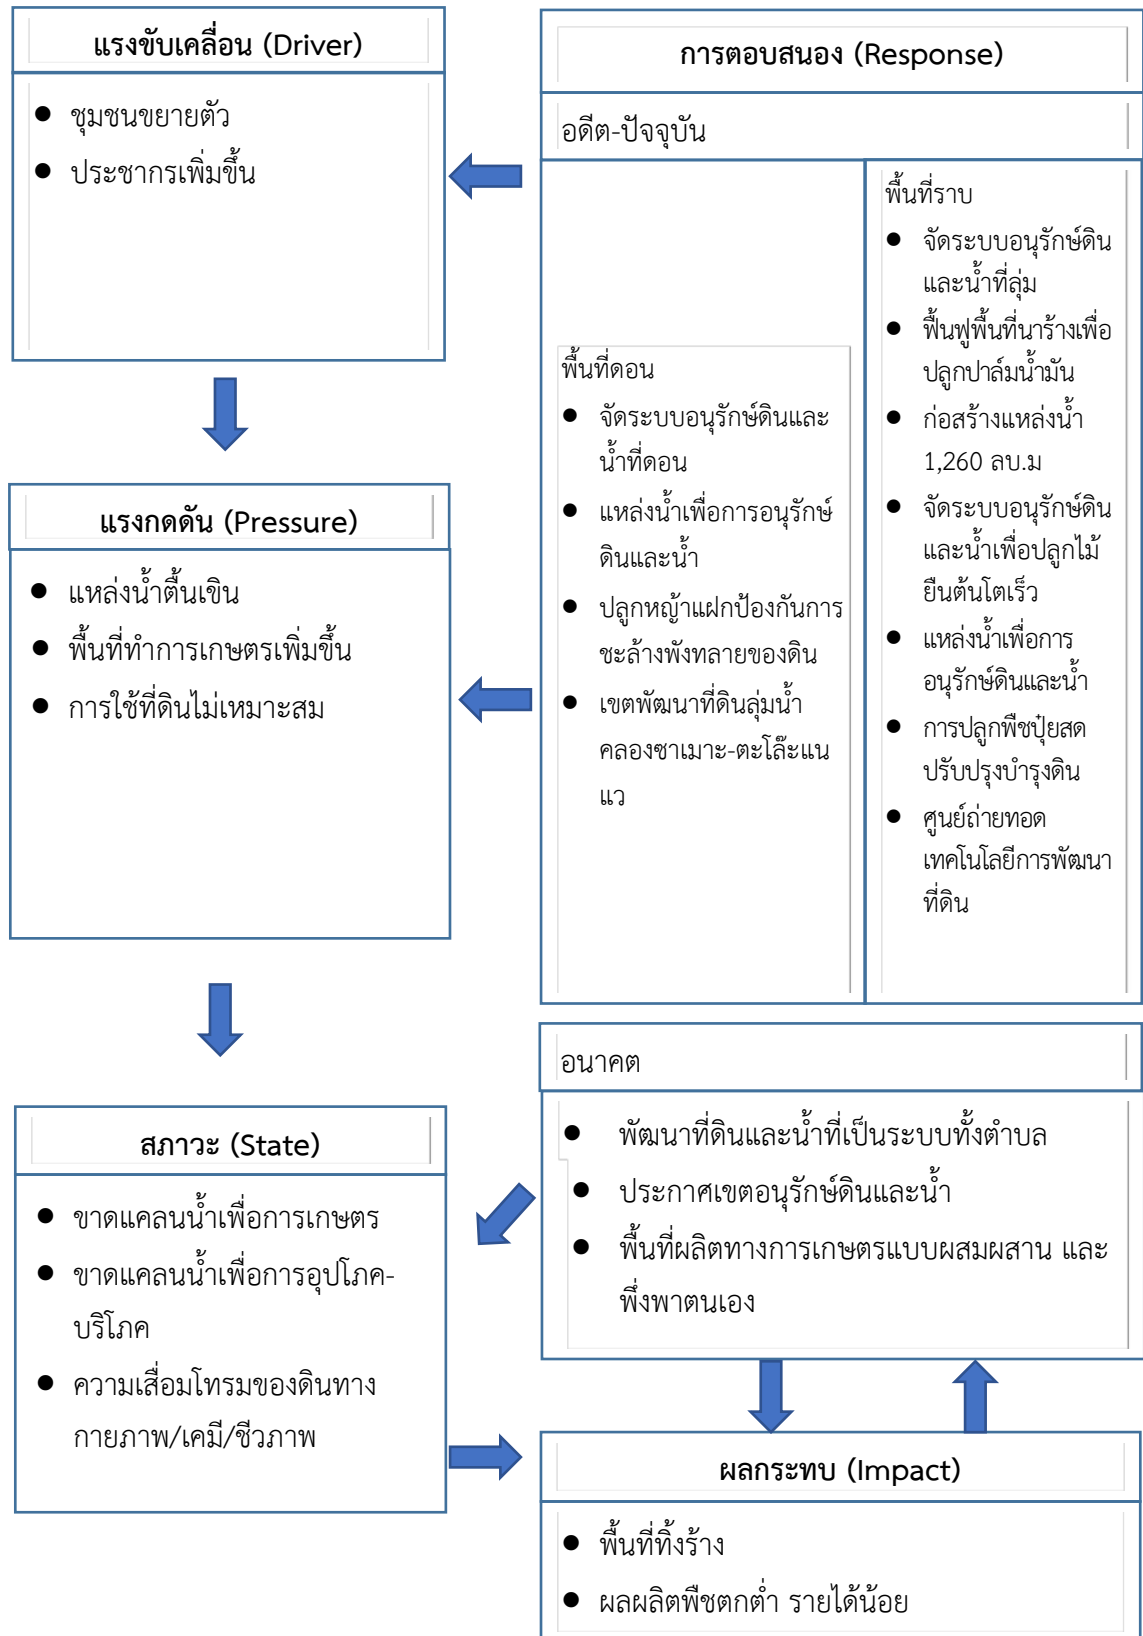 แรงขับเคลื่อน (Driver)
● ชุมชนขยายตัว
● ประชากรเพิ่มขึ้น
แรงกดดัน (Pressure)
● แหล่งน้ำตื้นเขิน
● พื้นที่ทำการเกษตรเพิ่มขึ้น
● การใช้ที่ดินไม่เหมาะสม
สภาวะ (State)
● ขาดแคลนน้ำเพื่อการเกษตร
● ขาดแคลนน้ำเพื่อการอุปโภค-
บริโภค
● ความเสื่อมโทรมของดินทาง
กายภาพ/เคมี/ชีวภาพ
การตอบสนอง (Response)
อดีต-ปัจจุบัน
พื้นที่ดอน
● จัดระบบอนุรักษ์ดินและ
น้ำที่ดอน
● แหล่งน้ำเพื่อการอนุรักษ์
ดินและน้ำ
● ปลูกหญ้าแฝกป้องกันการ
ชะล้างพังทลายของดิน
● เขตพัฒนาที่ดินลุ่มน้ำ
คลองซาเมาะ-ตะโล๊ะแน
แว
พื้นที่ราบ
● จัดระบบอนุรักษ์ดิน
และน้ำที่ลุ่ม
● ฟื้นฟูพื้นที่นาร้างเพื่อ
ปลูกปาล์มน้ำมัน
● ก่อสร้างแหล่งน้ำ
1,260 ลบ.ม
● จัดระบบอนุรักษ์ดิน
และน้ำเพื่อปลูกไม้
ยืนต้นโตเร็ว
● แหล่งน้ำเพื่อการ
อนุรักษ์ดินและน้ำ
● การปลูกพืชปุ๋ยสด
ปรับปรุงบำรุงดิน
● ศูนย์ถ่ายทอด
เทคโนโลยีการพัฒนา
ที่ดิน
อนาคต
● พัฒนาที่ดินและน้ำที่เป็นระบบทั้งตำบล
● ประกาศเขตอนุรักษ์ดินและน้ำ
● พื้นที่ผลิตทางการเกษตรแบบผสมผสาน และ
พึ่งพาตนเอง
ผลกระทบ (Impact)
● พื้นที่ทิ้งร้าง
● ผลผลิตพืชตกต่ำ รายได้น้อย